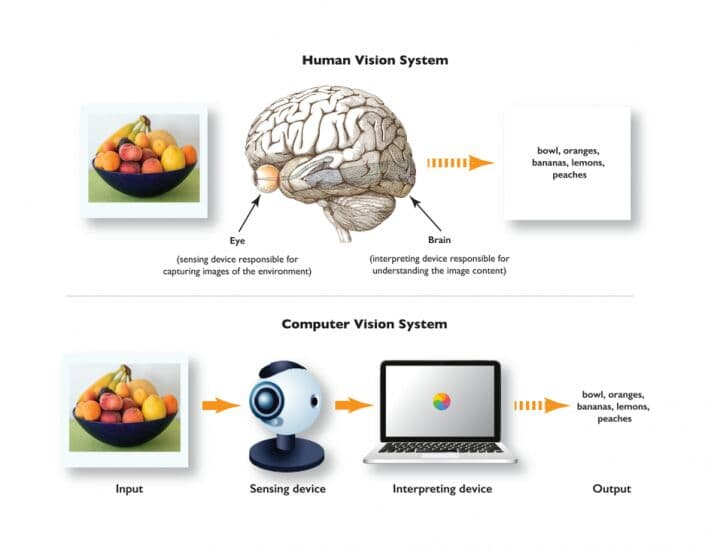 Human Vision System
bowl, oranges,
bananas, lemons,
peaches
Eye
(sensing device responsible for
capturing images of the environment)
Brain
(interpreting device responsible for
understanding the image content)
Computer Vision System
bowl, oranges,
bananas, lemons,
peaches
Input
Sensing device
Interpreting device
Output